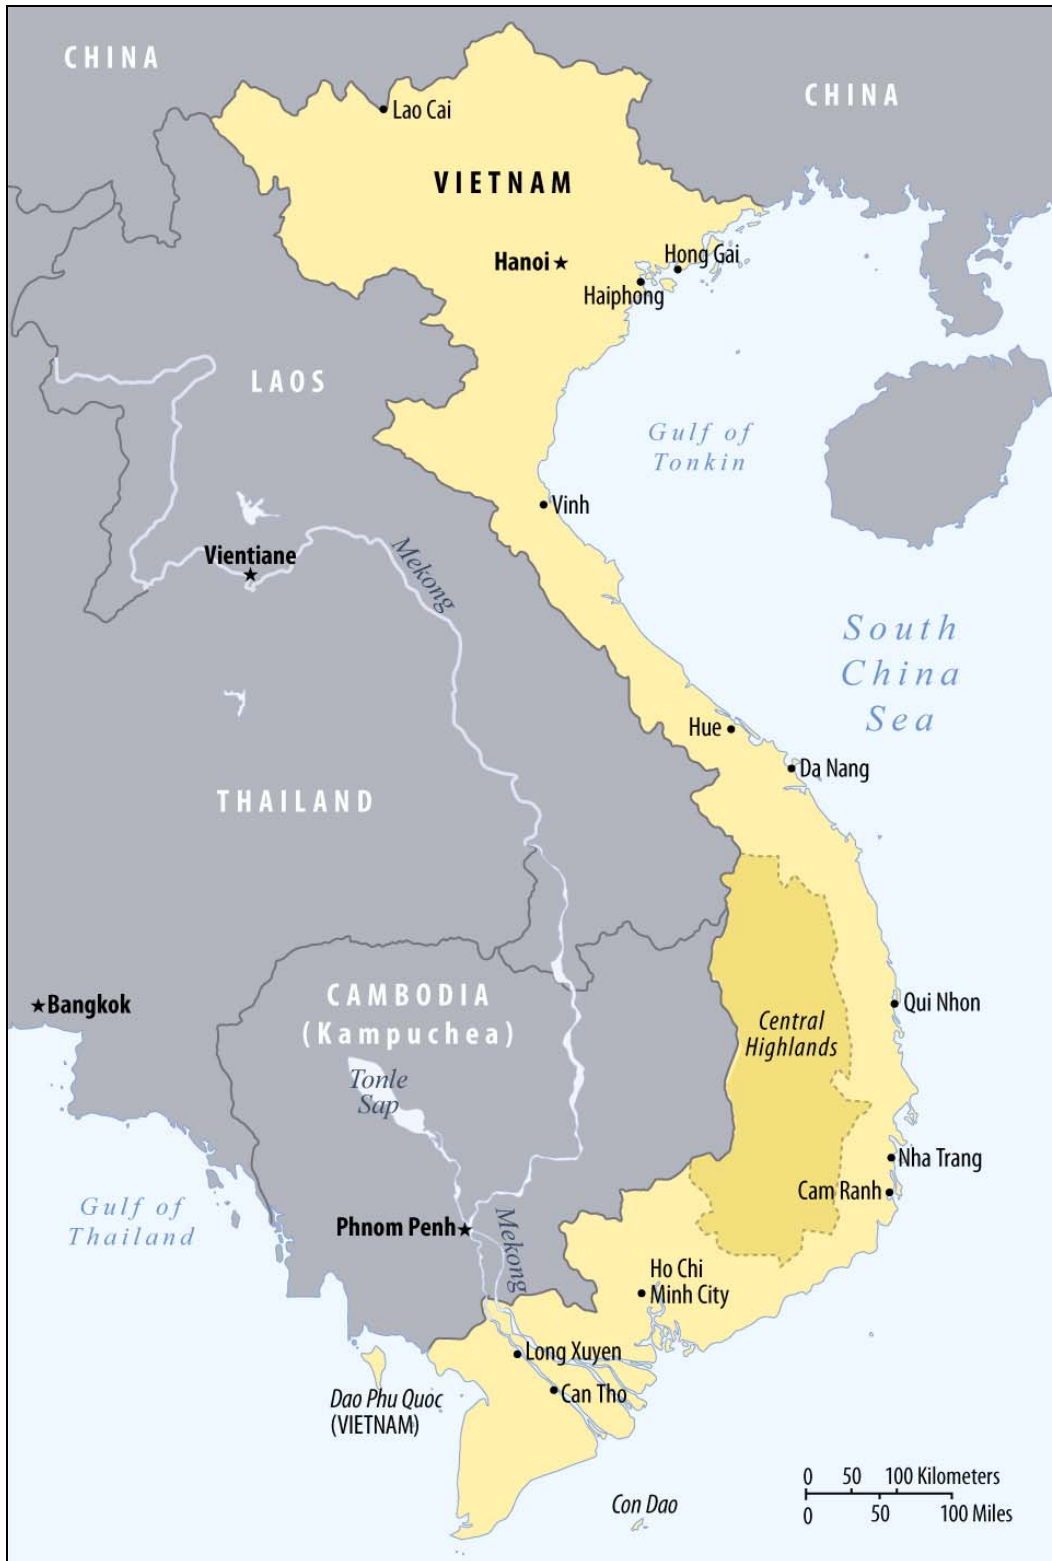 CHINA
CHINA
Lao Cai
VIETNAM
Hanoi
Hong Gai
Haiphong
LAOS
Gulf of
Tonkin
Vinh
Vientiane
Mekong
South
China
Sea
Hue
Da Nang
THAILAND
CAMBODIA
(Kampuchea)
Bangkok
Qui Nhon
Central
Highlands
Tonle
Sap
Nha Trang
Cam Ranh
Gulf of
Thailand
Phnom Penh
Mekong
Ho Chi
Minh City
Long Xuyen
Can Tho
Dao Phu Quoc
(VIETNAM)
Con Dao
0 50 100 Kilometers
0 50 100 Miles